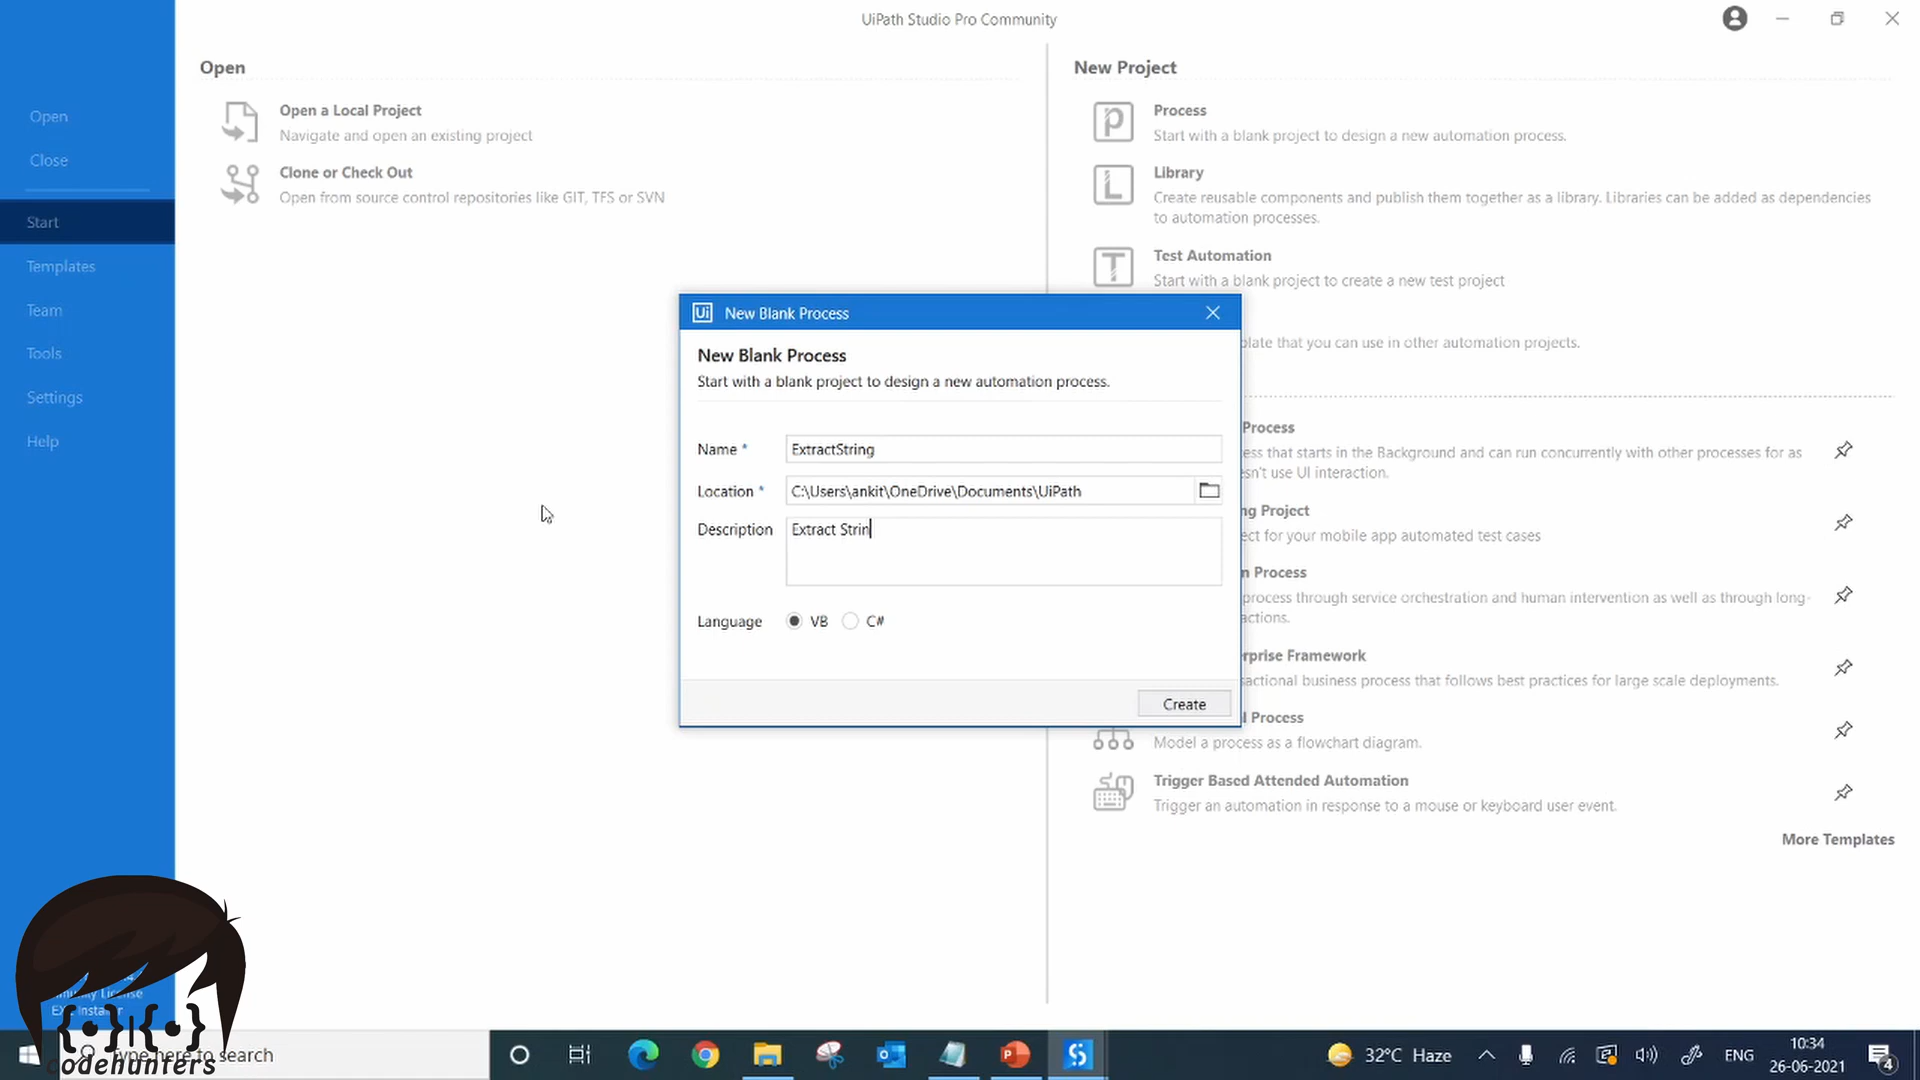 UiPath Studio Pro Community
Open
Close
Start
Templates
Team
Tools
Settings
Help
Open
Open a Local Project
Navigate and open an existing project
Clone or Check Out
Open from source control repositories like GIT, TFS or SVN
New Project
Process
Start with a blank project to design a new automation process.
Library
Create reusable components and publish them together as a library. Libraries can be added as dependencies
to automation processes.
Test Automation
Start with a blank project to create a new test project
that you can use in other automation projects.
Process
that starts in the Background and can run concurrently with other processes for as
use UI interaction.
Project
for your mobile app automated test cases
Process
process through service orchestration and human intervention as well as through long-
Framework
business process that follows best practices for large scale deployments.
Process
Model a process as a flowchart diagram.
Trigger Based Attended Automation
Trigger an automation in response to a mouse or keyboard user event.
More Templates
Ui New Blank Process
New Blank Process
Start with a blank project to design a new automation process.
Name * ExtractString
Location * C:\Users\ankit\OneDrive\Documents\UiPath
Description Extract Strin
Language VB C#
Create
License
{•}|{•}
codehunters
Type here to search
32°C Haze
ENG
10:34
26-06-2021
4